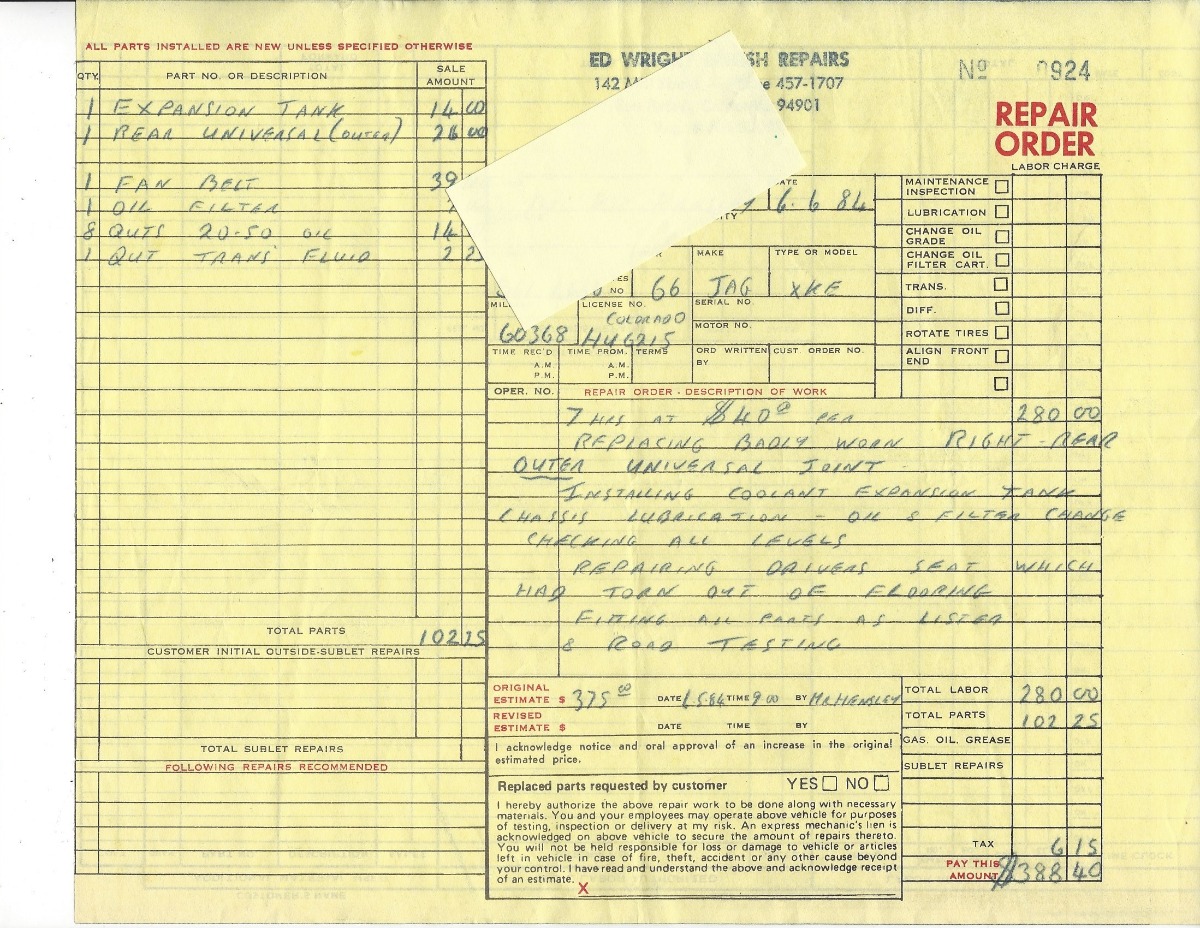 ALL PARTS INSTALLED ARE NEW UNLESS SPECIFIED OTHERWISE
QTY. PART NO. OR DESCRIPTION SALE AMOUNT
1 EXPANSION TANK 14 00
1 REAR UNIVERSAL (OUTER) 26 00
1 FAN BELT 39
1 OIL FILTER
8 QUTS 20-50 OIL 14
1 QUT TRANS FLUID 2 2
TOTAL PARTS 102 25
CUSTOMER INITIAL OUTSIDE-SUBLET REPAIRS
TOTAL SUBLET REPAIRS
FOLLOWING REPAIRS RECOMMENDED
ED WRIGH SH REPAIRS
142 M e 457-1707
94901
No 0924
REPAIR
ORDER
LABOR CHARGE
6. 6 84
MAKE TYPE OR MODEL
66 JAG XKE
LICENSE NO. SERIAL NO.
COLORADO
60368 HUG215
MOTOR NO.
TIME REC'D TIME PROM. TERMS ORD WRITTEN BY CUST. ORDER NO.
A.M. A.M.
P.M. P.M.
MAINTENANCE INSPECTION
LUBRICATION
CHANGE OIL GRADE
CHANGE OIL FILTER CART.
TRANS.
DIFF.
ROTATE TIRES
ALIGN FRONT END
OPER. NO. REPAIR ORDER - DESCRIPTION OF WORK
7 HRS AT $40 00 PER 280 00
REPLACING BADLY WORN RIGHT-REAR
OUTER UNIVERSAL JOINT
INSTALLING COOLANT EXPANSION TANK
CHASSIS LUBRICATION - OIL & FILTER CHANGE
CHECKING ALL LEVELS
REPAIRING DRIVERS SEAT WHICH
HAD TORN OUT OF FLOORING
FITTING ALL PARTS AS LISTED
& ROAD TESTING
ORIGINAL ESTIMATE $ 375 00 DATE 6.5.84 TIME 9 00 BY MR HENSLEY
REVISED ESTIMATE $ DATE TIME BY
I acknowledge notice and oral approval of an increase in the original
estimated price.
Replaced parts requested by customer YES NO
I hereby authorize the above repair work to be done along with necessary
materials. You and your employees may operate above vehicle for purposes
of testing, inspection or delivery at my risk. An express mechanic's lien is
acknowledged on above vehicle to secure the amount of repairs thereto.
You will not be held responsible for loss or damage to vehicle or articles
left in vehicle in case of fire, theft, accident or any other cause beyond
your control. I have read and understand the above and acknowledge receipt
of an estimate. X
TOTAL LABOR 280 00
TOTAL PARTS 102 25
GAS, OIL, GREASE
SUBLET REPAIRS
TAX 6 15
PAY THIS AMOUNT $388 40